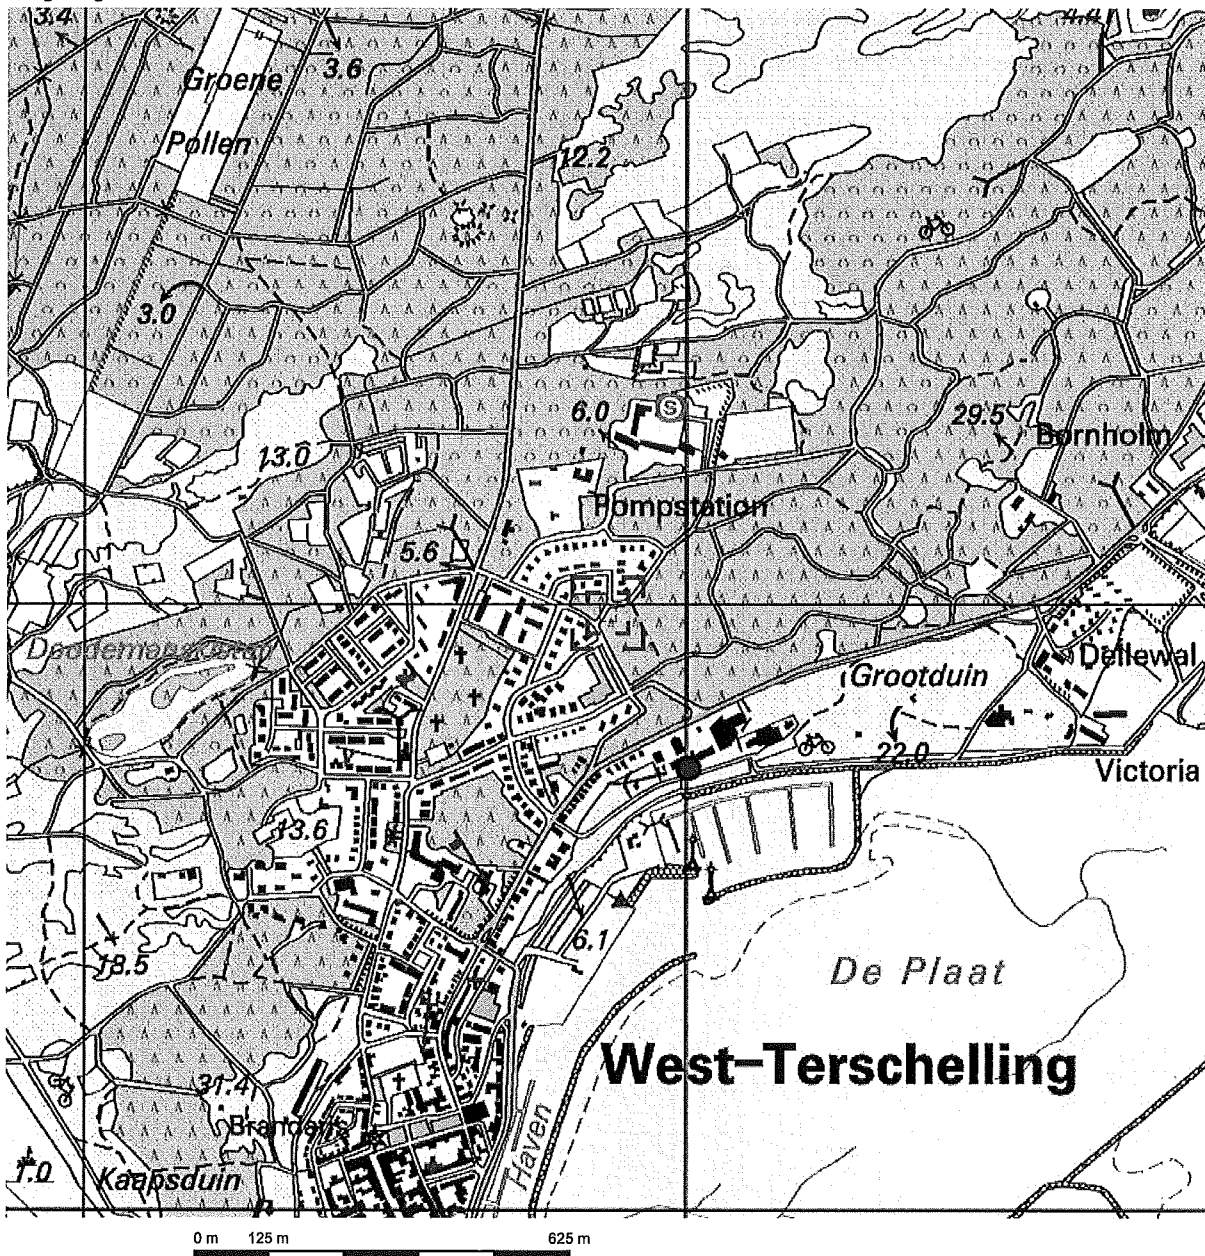 3.4
4.4
Groene
3.6
Pollen
12.2
3.0
S
6.0
29.5
Bornholm
13.0
Pompstation
5.6
Doodemanskisten
Dellewal
Grootduin
22.0
Victoria
13.6
6.1
18.5
De Plaat
West-Terschelling
31.4
Brandaris
Haven
1.0
Kaapsduin
0 m 125 m 625 m